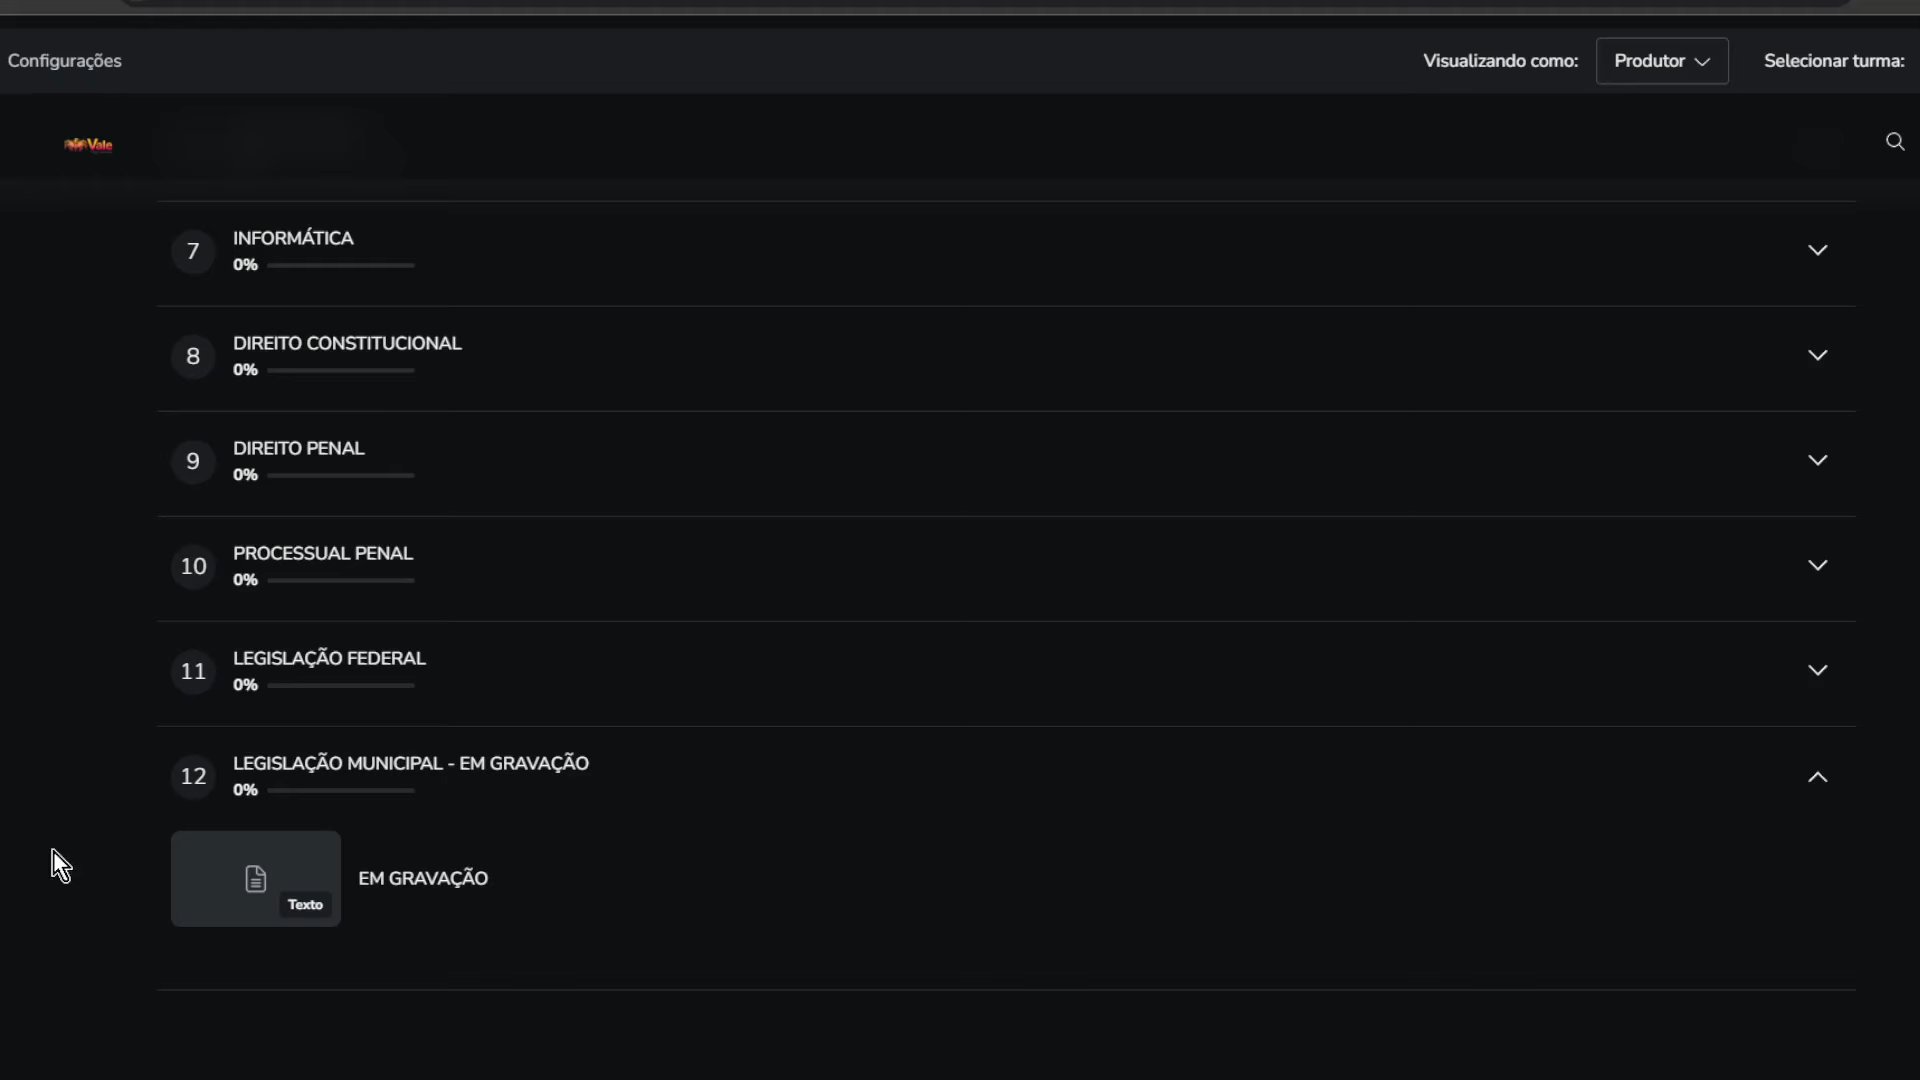 Configurações
Visualizando como:
Produtor
Selecionar turma:
Vale
7
INFORMÁTICA
0%
8
DIREITO CONSTITUCIONAL
0%
9
DIREITO PENAL
0%
10
PROCESSUAL PENAL
0%
11
LEGISLAÇÃO FEDERAL
0%
12
LEGISLAÇÃO MUNICIPAL - EM GRAVAÇÃO
0%
Texto
EM GRAVAÇÃO